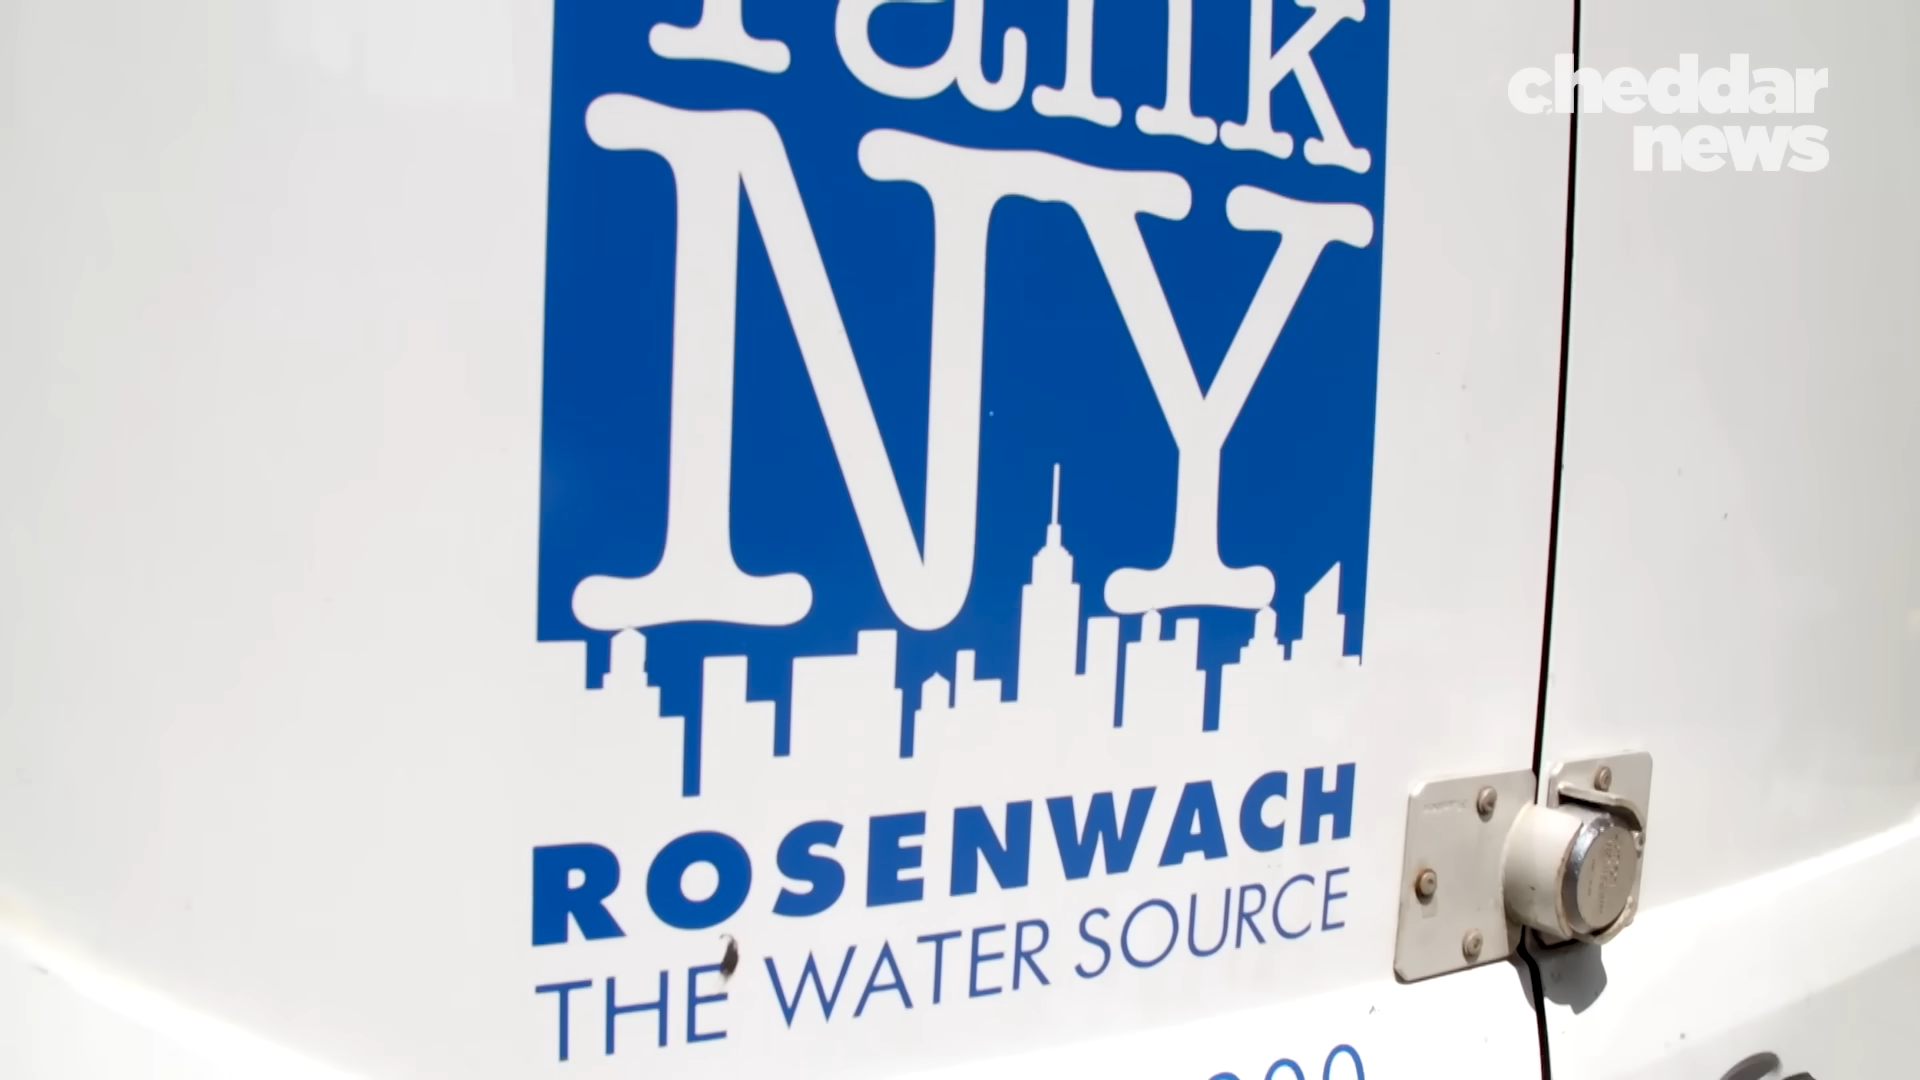 Tank
NY
ROSENWACH
THE WATER SOURCE
cheddar
news